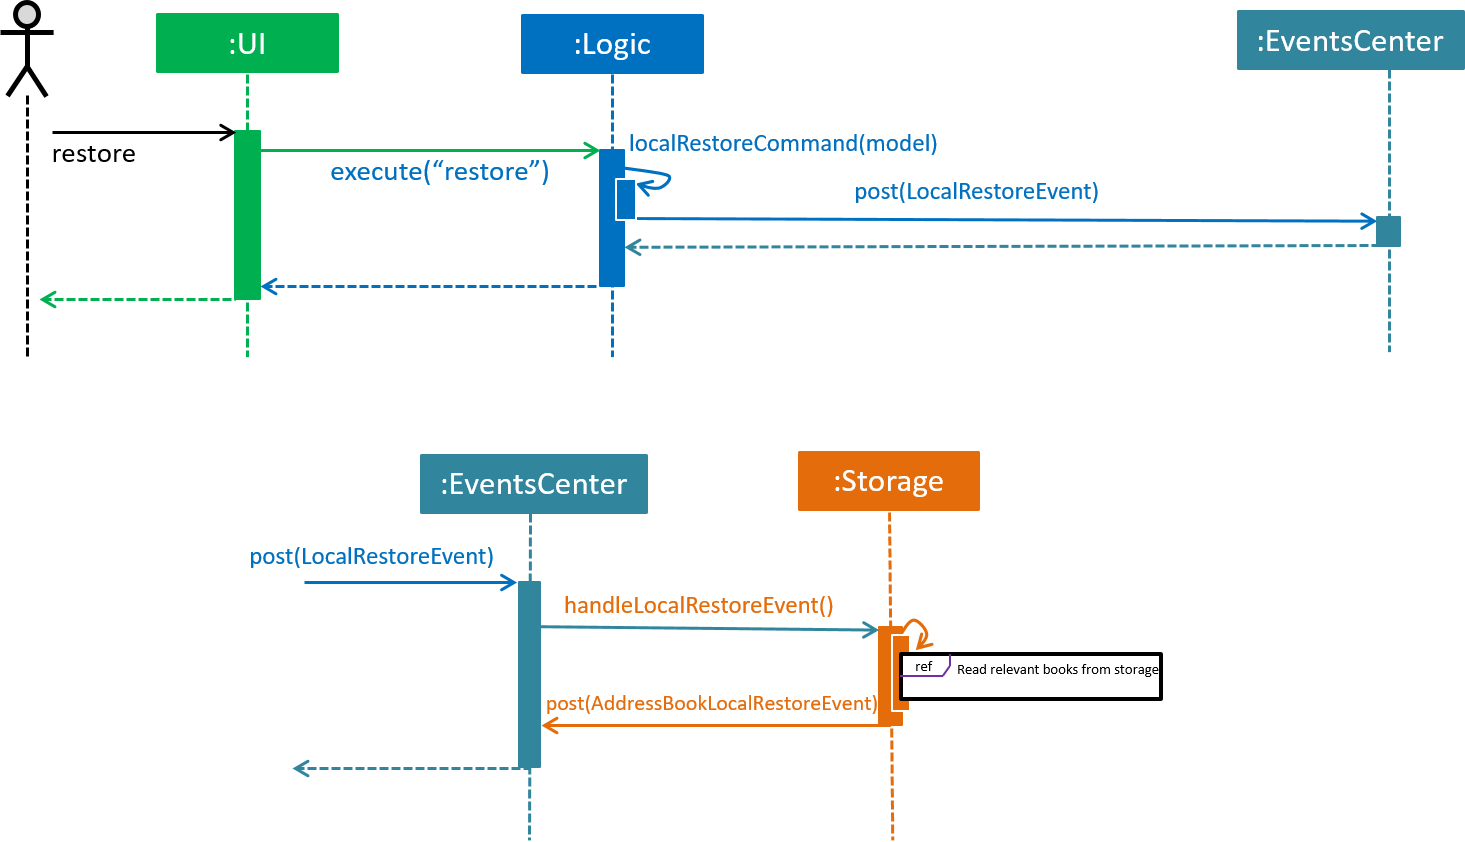 :UI
:Logic
:EventsCenter
restore
execute(“restore”)
localRestoreCommand(model)
post(LocalRestoreEvent)
:EventsCenter
:Storage
post(LocalRestoreEvent)
handleLocalRestoreEvent()
ref
Read relevant books from storage
post(AddressBookLocalRestoreEvent)